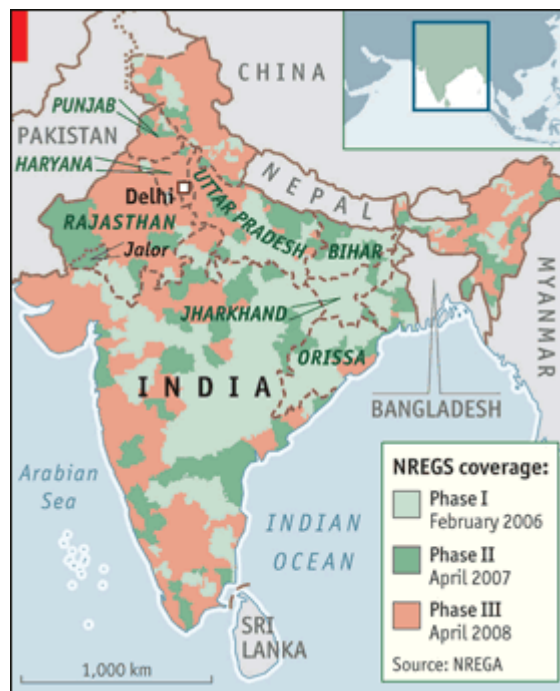 CHINA
PUNJAB
PAKISTAN
HARYANA
Delhi
NEPAL
UTTAR PRADESH
RAJASTHAN
Jalor
BIHAR
JHARKHAND
ORISSA
INDIA
BANGLADESH
MYANMAR
Arabian
Sea
INDIAN
OCEAN
SRI
LANKA
1,000 km
NREGS coverage:
Phase I
February 2006
Phase II
April 2007
Phase III
April 2008
Source: NREGA